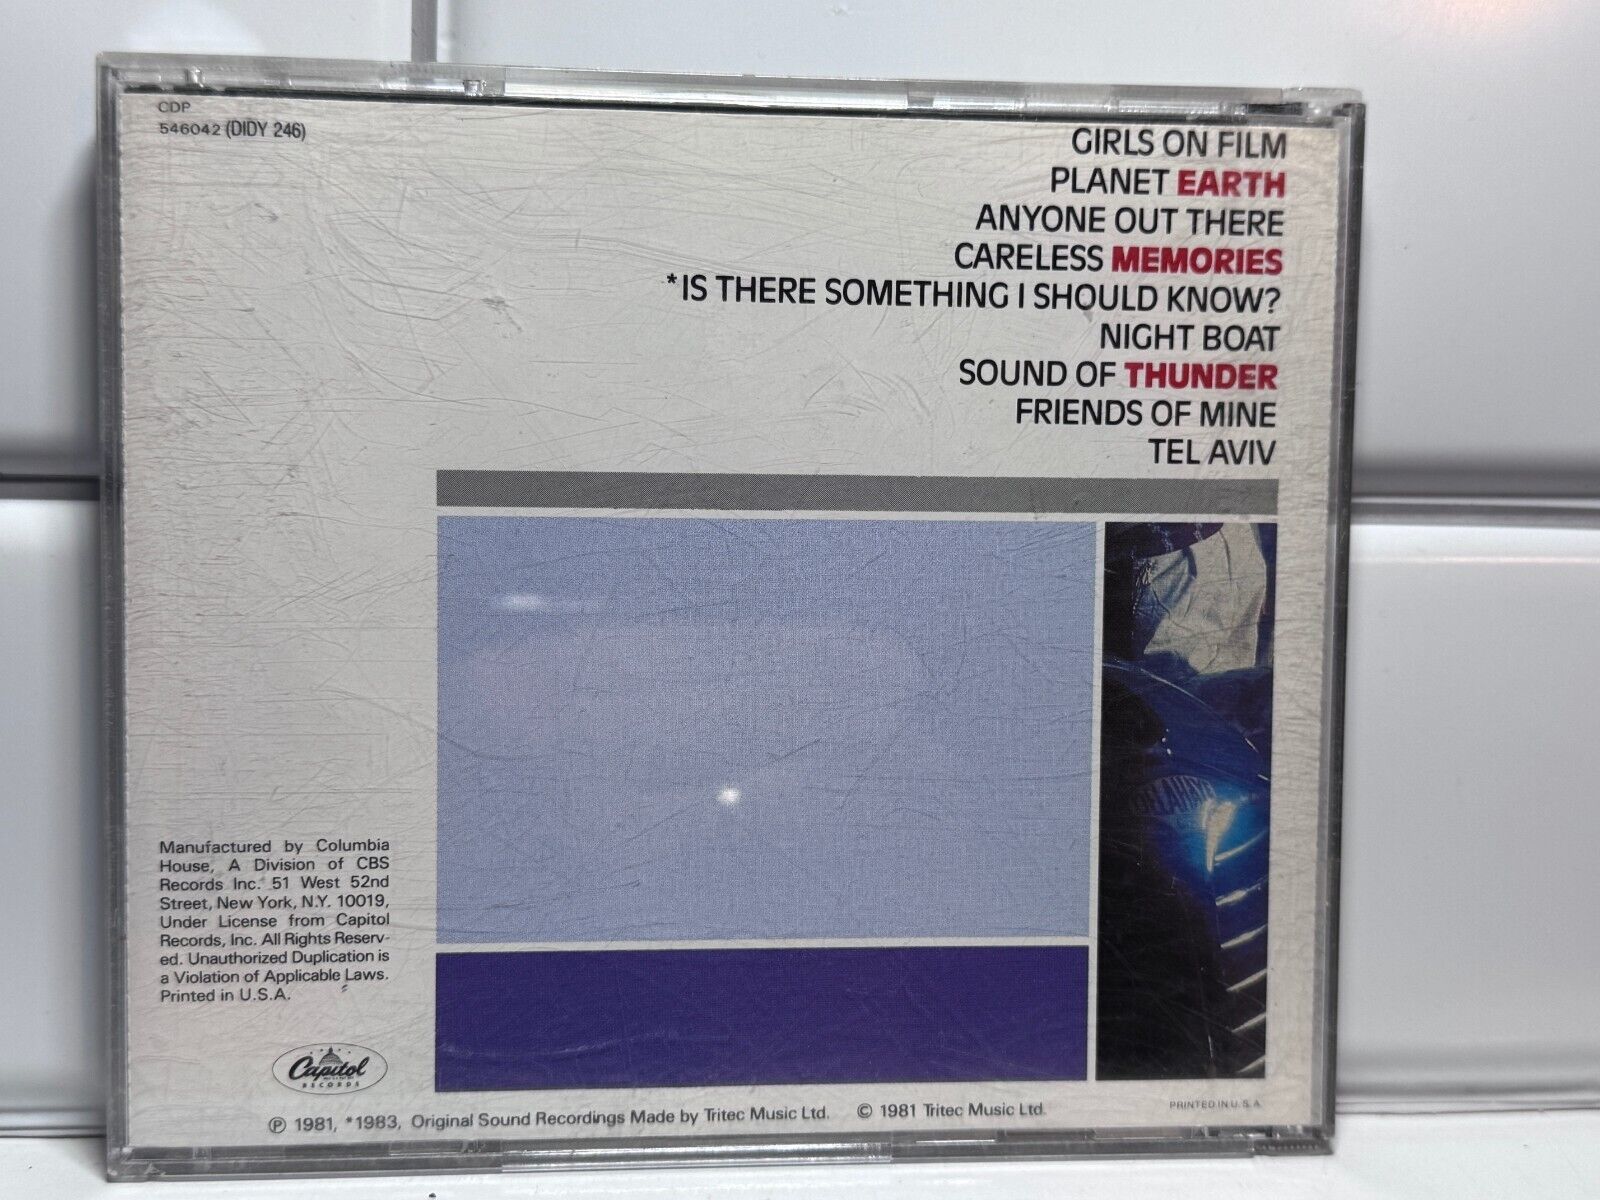 CDP
546042 (DIDY 246)
GIRLS ON FILM
PLANET EARTH
ANYONE OUT THERE
CARELESS MEMORIES
*IS THERE SOMETHING I SHOULD KNOW?
NIGHT BOAT
SOUND OF THUNDER
FRIENDS OF MINE
TEL AVIV
Manufactured by Columbia
House, A Division of CBS
Records Inc. 51 West 52nd
Street, New York, N.Y. 10019,
Under License from Capitol
Records, Inc. All Rights Reserv-
ed. Unauthorized Duplication is
a Violation of Applicable Laws.
Printed in U.S.A.
Capitol
RECORDS
℗ 1981, *1983, Original Sound Recordings Made by Tritec Music Ltd. © 1981 Tritec Music Ltd.
PRINTED IN U.S.A.